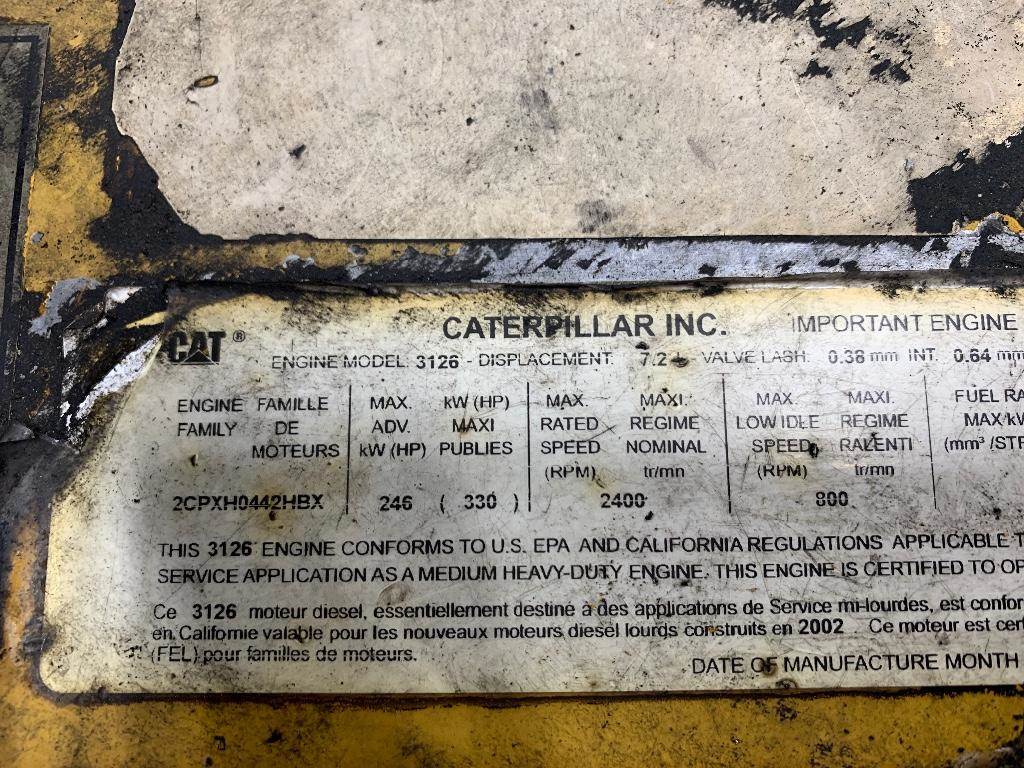 CAT ® CATERPILLAR INC. IMPORTANT ENGINE
ENGINE MODEL: 3126 - DISPLACEMENT: 7.2 L VALVE LASH: 0.38 mm INT. 0.64 mm
ENGINE FAMILLE MAX. kW (HP) MAX. MAXI. MAX. MAXI. FUEL RA
FAMILY DE ADV. MAXI RATED REGIME LOW IDLE REGIME MAX/kW
MOTEURS kW (HP) PUBLIES SPEED NOMINAL SPEED RALENTI (mm³/STR
(RPM) tr/mn (RPM) tr/mn
2CPXH0442HBX 246 ( 330 ) 2400 800
THIS 3126 ENGINE CONFORMS TO U.S. EPA AND CALIFORNIA REGULATIONS APPLICABLE T
SERVICE APPLICATION AS A MEDIUM HEAVY-DUTY ENGINE. THIS ENGINE IS CERTIFIED TO OP
Ce 3126 moteur diesel, essentiellement destiné à des applications de Service mi-lourdes, est confor
en Californie valable pour les nouveaux moteurs diesel lourds construits en 2002 Ce moteur est cert
(FEL) pour familles de moteurs.
DATE OF MANUFACTURE MONTH